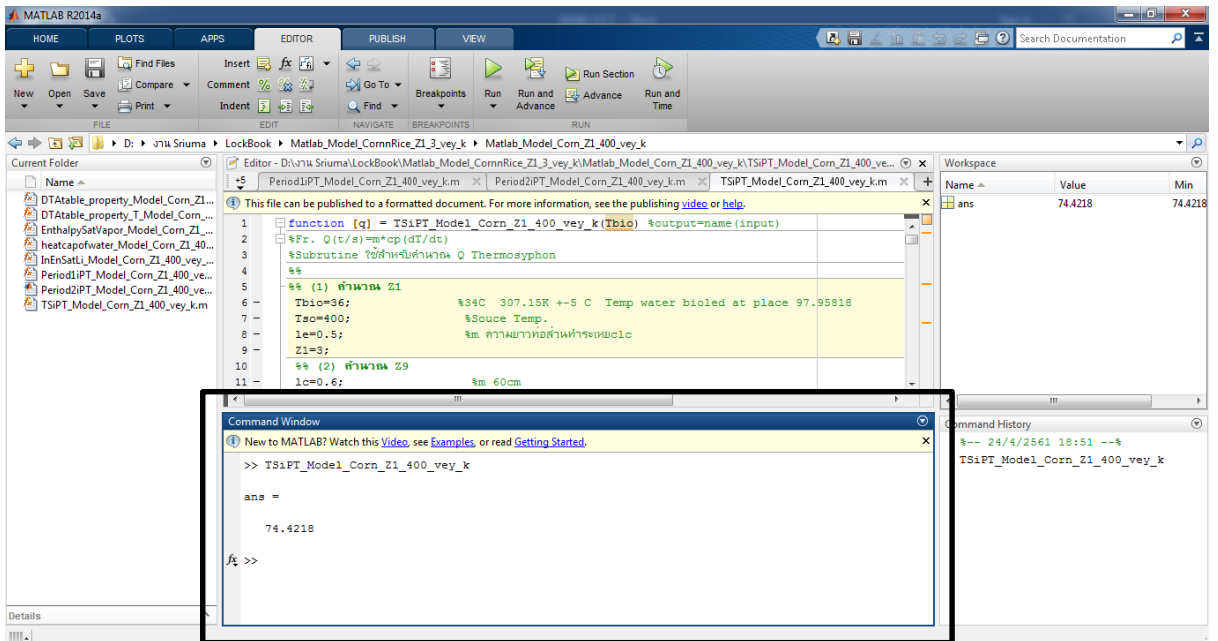 MATLAB R2014a
HOME PLOTS APPS EDITOR PUBLISH VIEW
Search Documentation
New Open Save
Find Files
Compare
Print
FILE
Insert fx
Comment
Indent
EDIT
Go To
Find
NAVIGATE
Breakpoints
BREAKPOINTS
Run
Run and Advance
Run Section
Advance
Run and Time
RUN
D: ▸ งาน Sriuma ▸ LockBook ▸ Matlab_Model_CornnRice_Z1_3_vey_k ▸ Matlab_Model_Corn_Z1_400_vey_k
Current Folder
Name
DTAtable_property_Model_Corn_Z1...
DTAtable_property_T_Model_Corn_...
EnthalpySatVapor_Model_Corn_Z1_...
heatcapofwater_Model_Corn_Z1_40...
InEnSatLi_Model_Corn_Z1_400_vey_...
Period1iPT_Model_Corn_Z1_400_ve...
Period2iPT_Model_Corn_Z1_400_ve...
TSiPT_Model_Corn_Z1_400_vey_k.m
Details
Editor - D:\งาน Sriuma\LockBook\Matlab_Model_CornnRice_Z1_3_vey_k\Matlab_Model_Corn_Z1_400_vey_k\TSiPT_Model_Corn_Z1_400_ve...
+5 Period1iPT_Model_Corn_Z1_400_vey_k.m Period2iPT_Model_Corn_Z1_400_vey_k.m TSiPT_Model_Corn_Z1_400_vey_k.m
This file can be published to a formatted document. For more information, see the publishing video or help.
1 function [q] = TSiPT_Model_Corn_Z1_400_vey_k(Tbio) %output=name(input)
2 %Fr. Q(t/s)=m*cp(dT/dt)
3 %Subrutine ใช้สำหรับคำนวณ Q Thermosyphon
4 %%
5 %% (1) คำนวณ Z1
6 - Tbio=36; %34C 307.15K +-5 C Temp water bioled at place 97.95818
7 - Tso=400; %Souce Temp.
8 - le=0.5; %m ความยาวท่อส่วนทำระเหยclc
9 - Z1=3;
10 %% (2) คำนวณ Z9
11 - lc=0.6; %m 60cm
Command Window
New to MATLAB? Watch this Video, see Examples, or read Getting Started.
>> TSiPT_Model_Corn_Z1_400_vey_k
ans =
74.4218
fx >>
Workspace
Name Value Min
ans 74.4218 74.4218
Command History
%-- 24/4/2561 18:51 --%
TSiPT_Model_Corn_Z1_400_vey_k